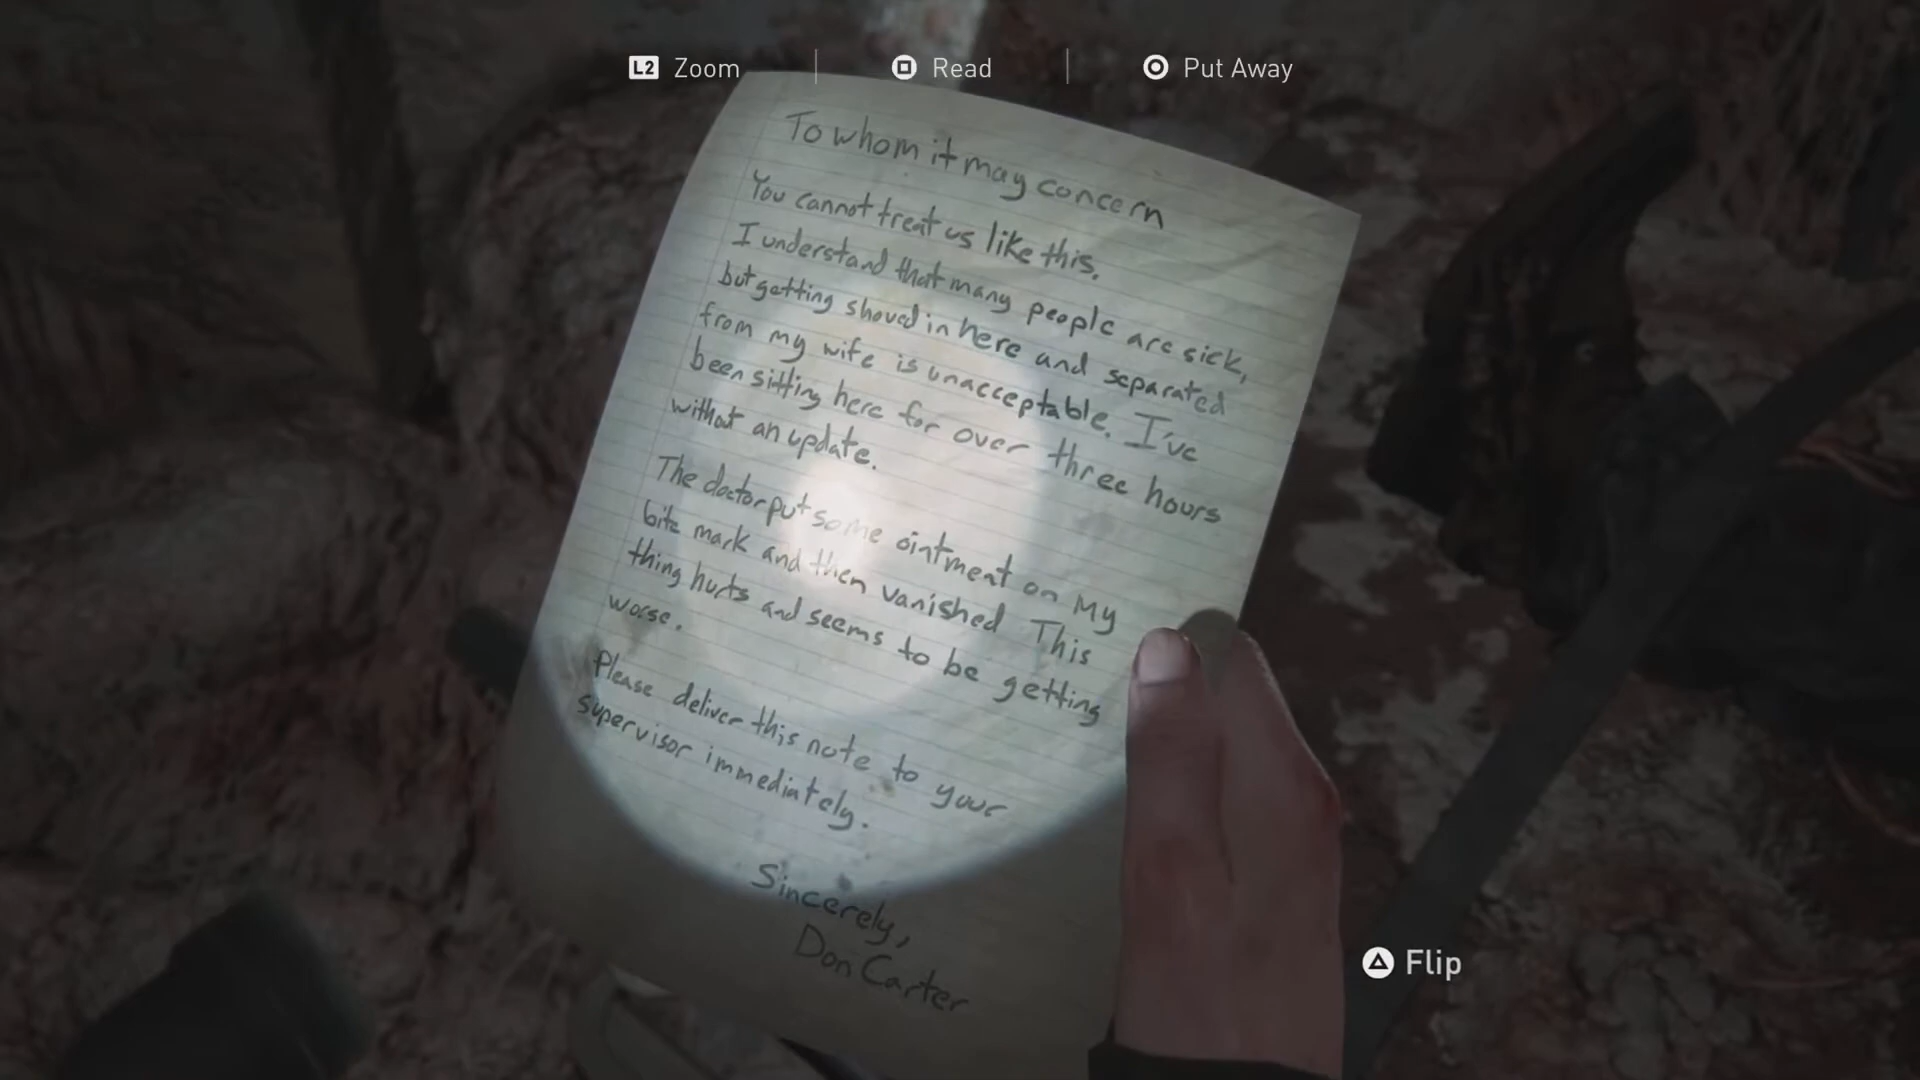 L2 Zoom Read Put Away
To whom it may concern
You cannot treat us like this.
I understand that many people are sick,
but getting shoved in here and separated
from my wife is unacceptable. I've
been sitting here for over three hours
without an update.
The doctor put some ointment on my
bite mark and then vanished This
thing hurts and seems to be getting
worse.
Please deliver this note to your
supervisor immediately.
Sincerely,
Don Carter
Flip